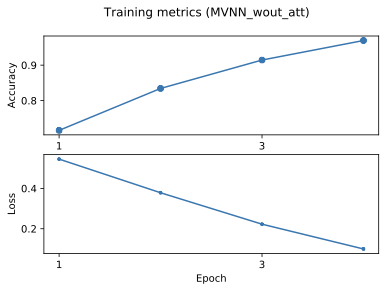 Training metrics (MVNN_wout_att)
Accuracy
0.9
0.8
1
3
Loss
0.4
0.2
1
3
Epoch